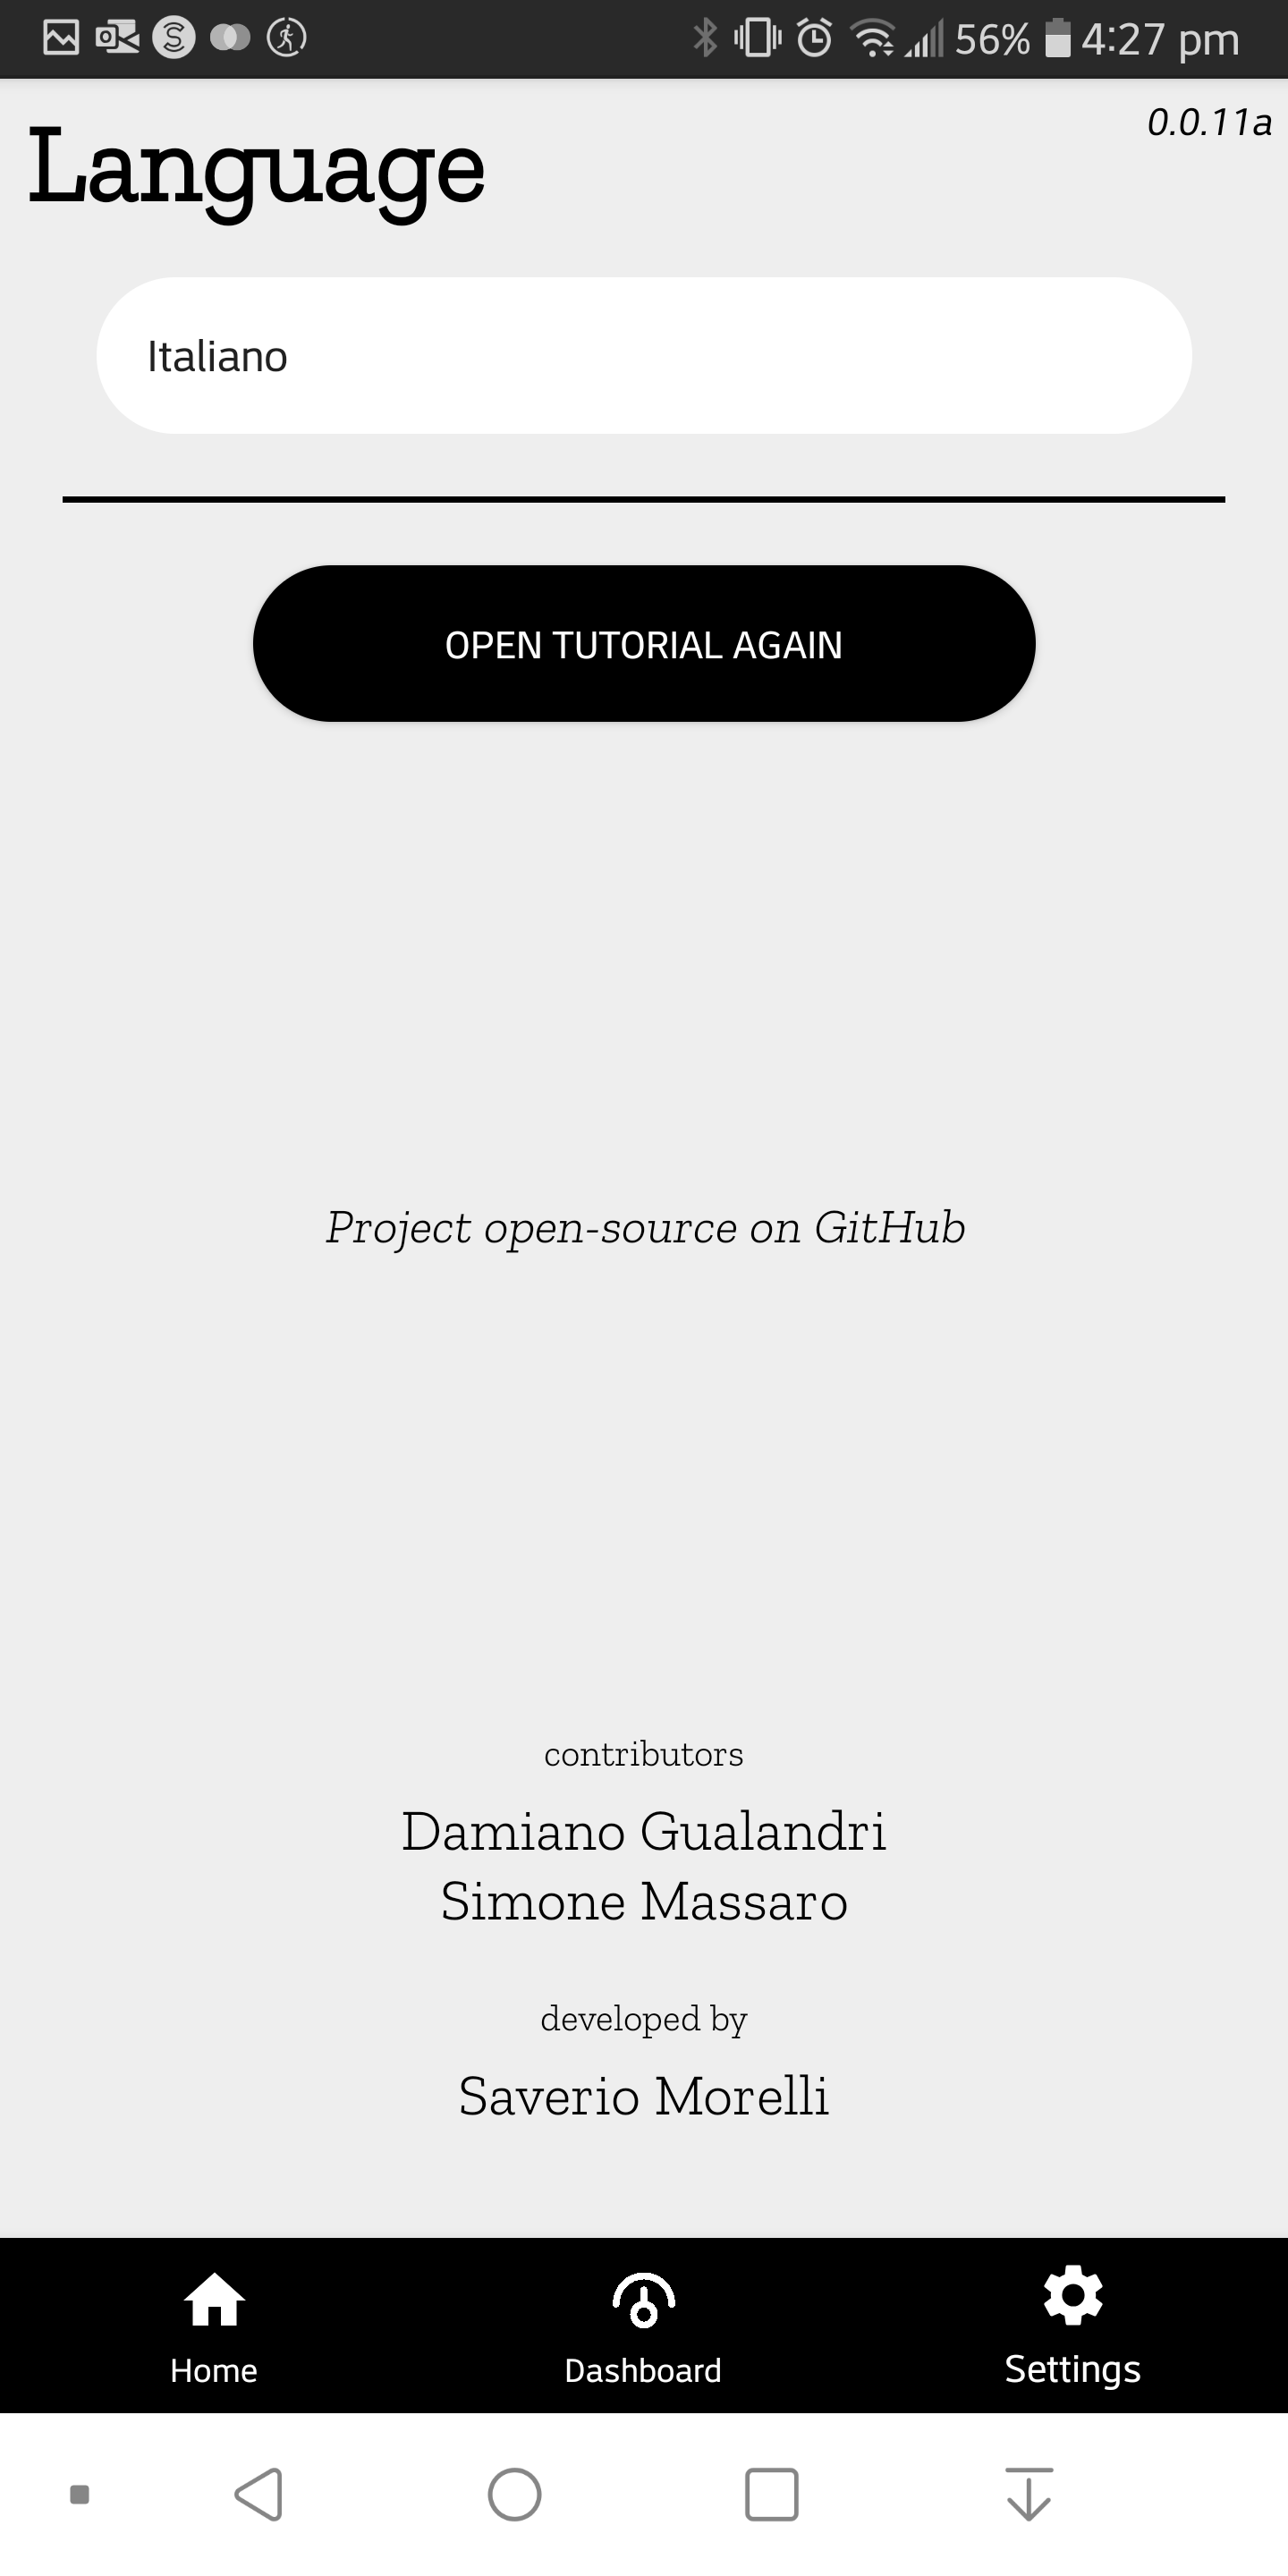 56% 4:27 pm
0.0.11a
Language
Italiano
OPEN TUTORIAL AGAIN
Project open-source on GitHub
contributors
Damiano Gualandri
Simone Massaro
developed by
Saverio Morelli
Home Dashboard Settings